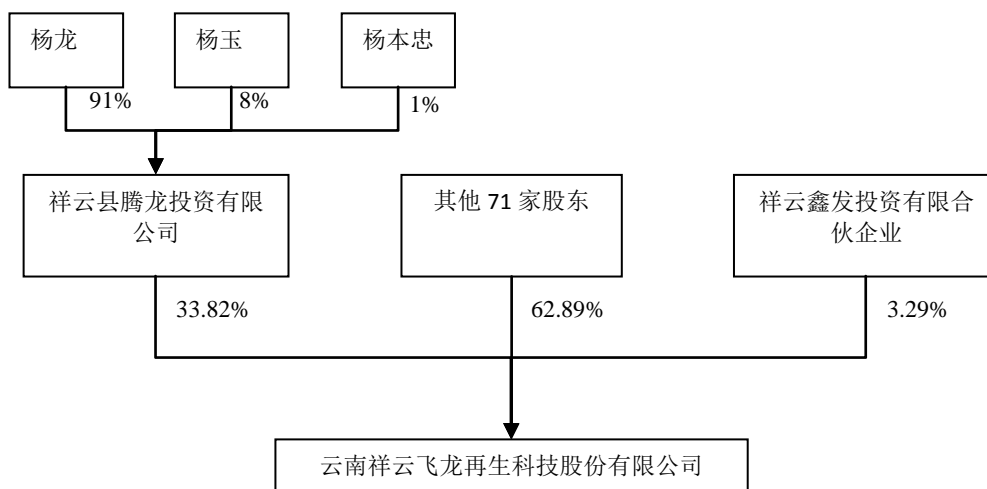 杨龙
杨玉
杨本忠
91%
8%
1%
祥云县腾龙投资有限
公司
其他 71 家股东
祥云鑫发投资有限合
伙企业
33.82%
62.89%
3.29%
云南祥云飞龙再生科技股份有限公司